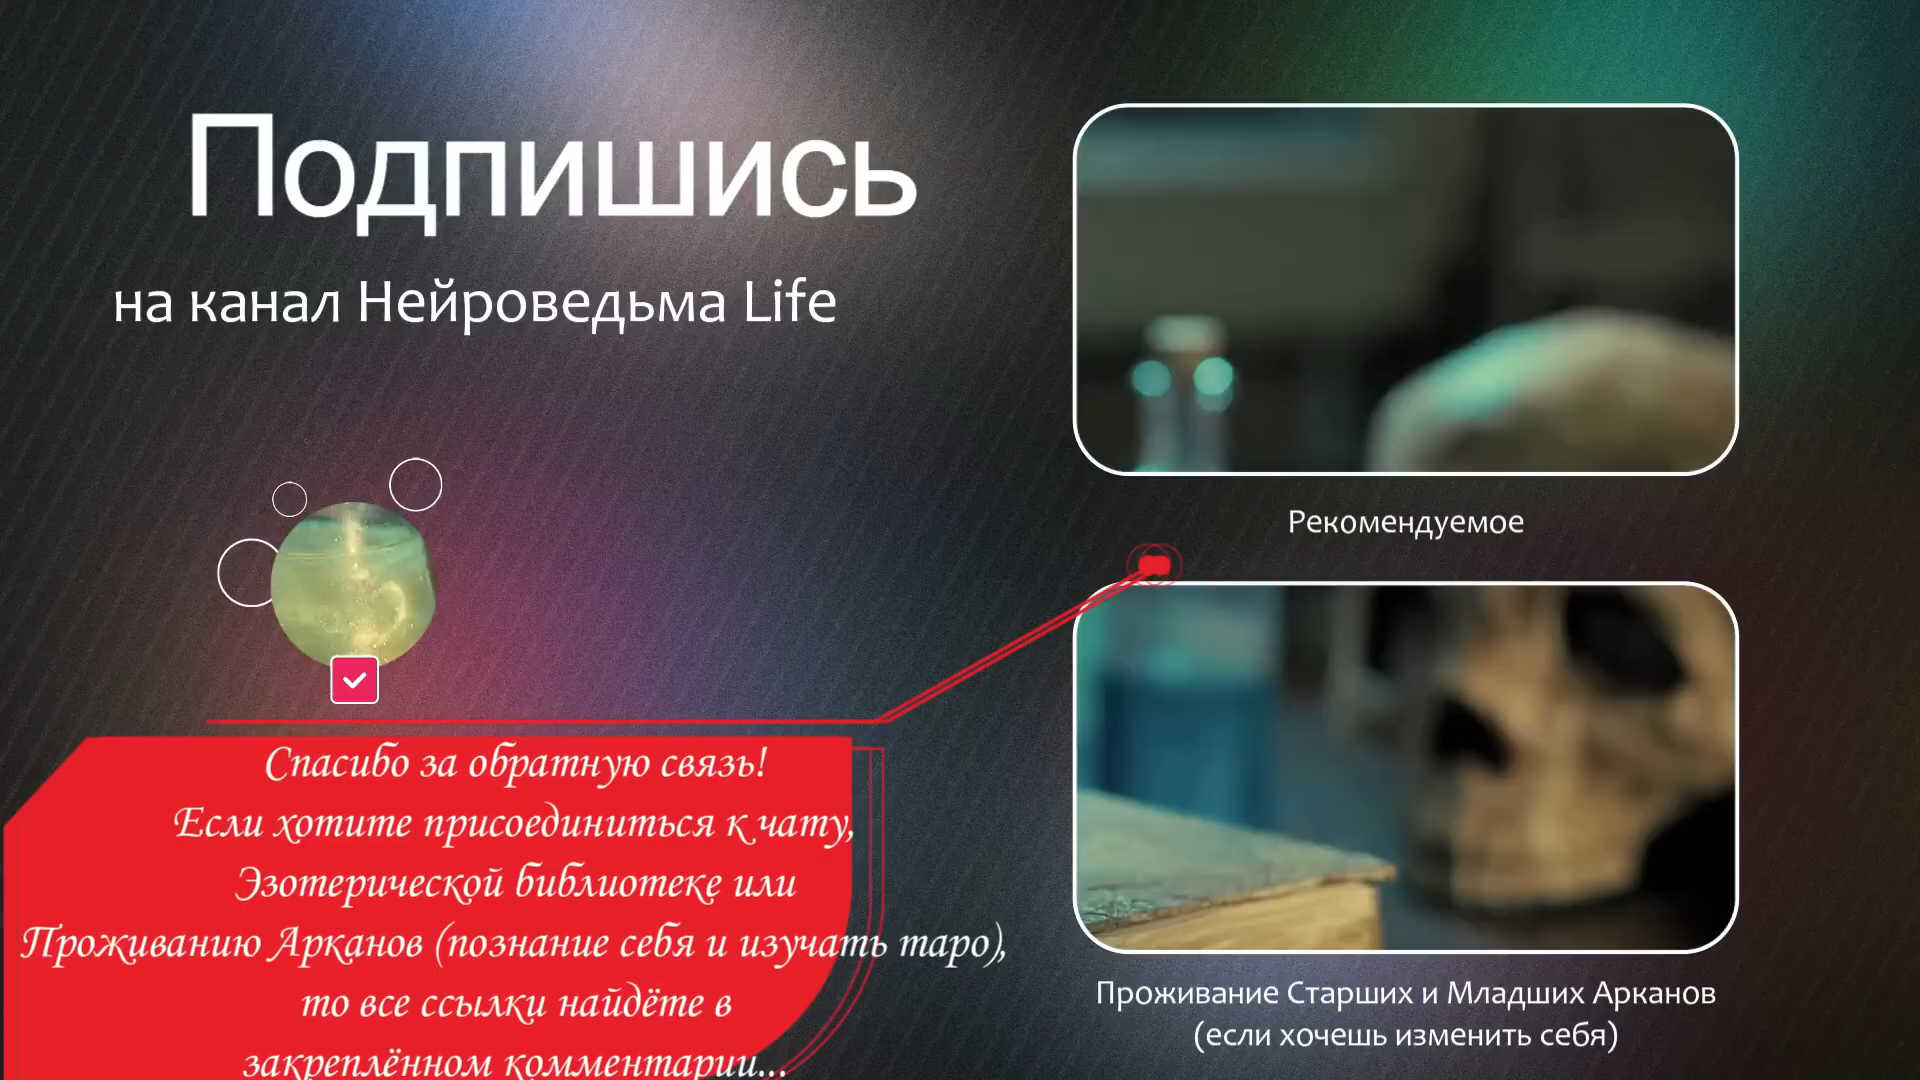 Подпишись
на канал Нейроведьма Life
Рекомендуемое
Спасибо за обратную связь!
Если хотите присоединиться к чату,
Эзотерической библиотеке или
Проживанию Арканов (познание себя и изучать таро),
то все ссылки найдёте в
закреплённом комментарии...
Проживание Старших и Младших Арканов
(если хочешь изменить себя)